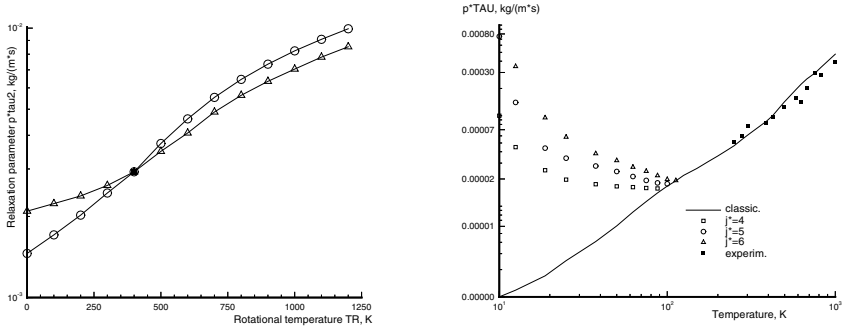 10⁻²
Relaxation parameter p*tau2, kg/(m*s)
10⁻³
0
250
500
750
1000
1250
Rotational temperature TR, K
p*TAU, kg/(m*s)
0.00080
0.00030
0.00007
0.00002
0.00001
0.00000
classic.
j*=4
j*=5
j*=6
experim.
10¹
10²
10³
Temperature, K